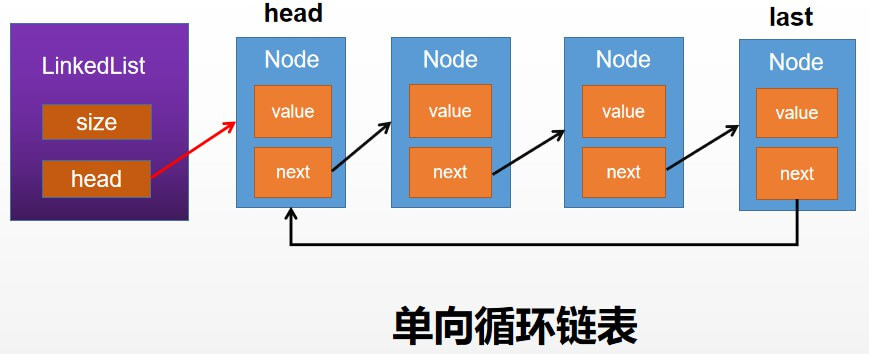 head
last
LinkedList
size
head
Node
value
next
Node
value
next
Node
value
next
Node
value
next
单向循环链表